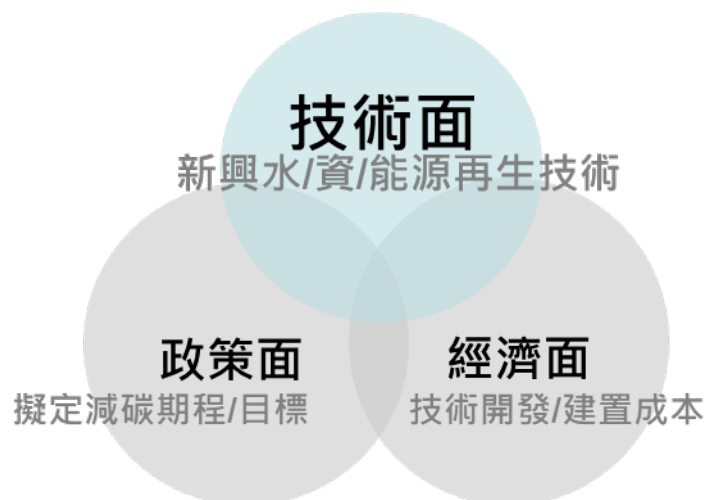 技術面
新興水/資/能源再生技術
政策面
擬定減碳期程/目標
經濟面
技術開發/建置成本